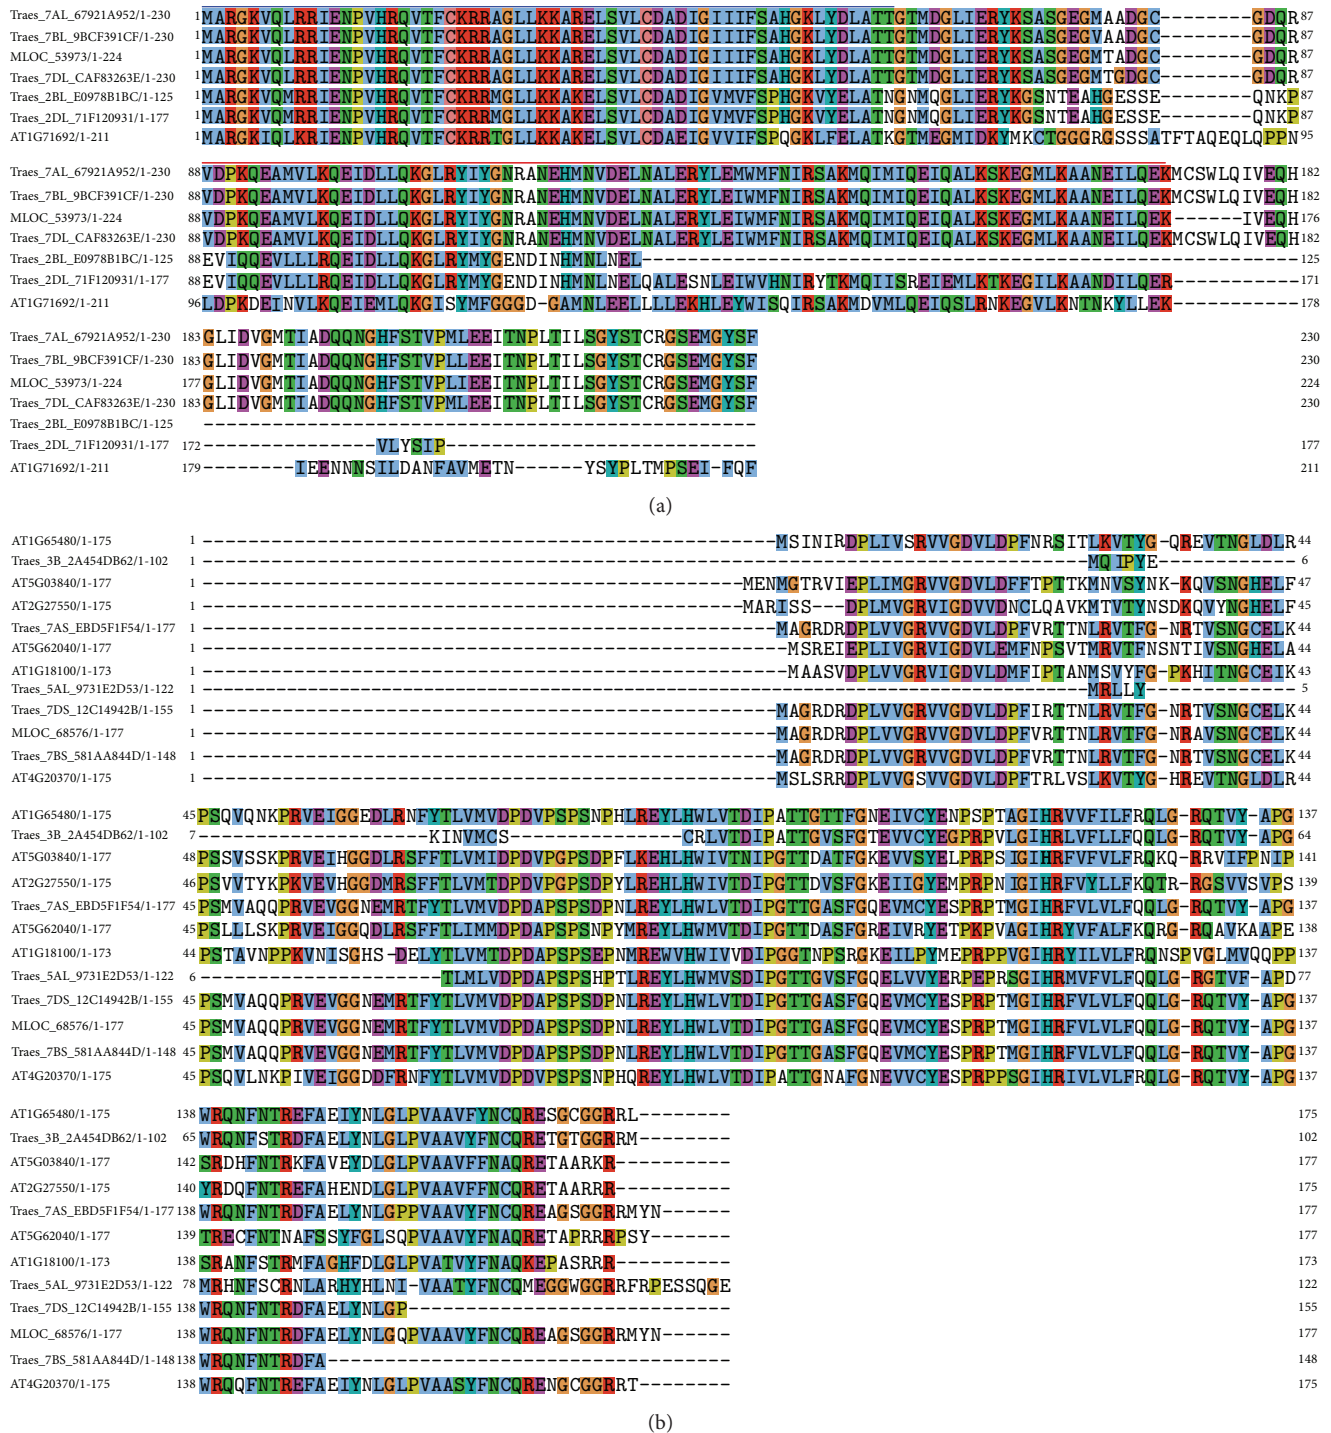 Traes_7AL_67921A952/1-230 1 MARGKVQLRRIENPVHRQVTFCKRRAGLLKKARELSVLCDADIGIIIFSAHGKLYDLATTGTMDGLIERYKSASGEGMAADGC--------GDQR 87
Traes_7BL_9BCF391CF/1-230 1 MARGKVQLRRIENPVHRQVTFCKRRAGLLKKARELSVLCDADIGIIIFSAHGKLYDLATTGTMDGLIERYKSASGEGVAADGC--------GDQR 87
MLOC_53973/1-224 1 MARGKVQLRRIENPVHRQVTFCKRRAGLLKKARELSVLCDADIGIIIFSAHGKLYDLATTGTMDGLIERYKSASGEGMTADGC--------GDQR 87
Traes_7DL_CAF83263E/1-230 1 MARGKVQLRRIENPVHRQVTFCKRRAGLLKKARELSVLCDADIGIIIFSAHGKLYDLATTGTMDGLIERYKSASGEGMTGDGC--------GDQR 87
Traes_2BL_E0978B1BC/1-125 1 MARGKVQMRRIENPVHRQVTFCKRRMGLLKKAKELSVLCDADIGVMVFSPHGKVYELATNGNMQGLIERYKGSNTEAHGESSE--------QNKP 87
Traes_2DL_71F120931/1-177 1 MARGKVQMRRIENPVHRQVTFCKRRMGLLKKAKELSVLCDADIGVMVFSPHGKVYELATNGNMQGLIERYKGSNTEAHGESSE--------QNKP 87
AT1G71692/1-211 1 MARGKIQLKRIENPVHRQVTFCKRRTGLLKKAKELSVLCDAEIGVVIFSPQGKLFELATKGTMEGMIDKYMKCTGGGRGSSSATFTAQEQLQPPN 95
Traes_7AL_67921A952/1-230 88 VDPKQEAMVLKQEIDLLQKGLRYIYGNRANEHMNVDELNALERYLEMWMFNIRSAKMQIMIQEIQALKSKEGMLKAANEILQEKMCSWLQIVEQH 182
Traes_7BL_9BCF391CF/1-230 88 VDPKQEAMVLKQEIDLLQKGLRYIYGNRANEHMNVDELNALERYLEIWMFNIRSAKMQIMIQEIQALKSKEGMLKAANEILQEKMCSWLQIVEQH 182
MLOC_53973/1-224 88 VDPKQEAMVLKQEIDLLQKGLRYIYGNRANEHMNVDELNALERYLEIWMFNIRSAKMQIMIQEIQALKSKEGMLKAANEILQEK------IVEQH 176
Traes_7DL_CAF83263E/1-230 88 VDPKQEAMVLKQEIDLLQKGLRYIYGNRANEHMNVDELNALERYLEIWMFNIRSAKMQIMIQEIQALKSKEGMLKAANEILQEKMCSWLQIVEQH 182
Traes_2BL_E0978B1BC/1-125 88 EVIQQEVLLLRQEIDLLQKGLRYMYGENDINHMNLNEL--------------------------------------------------------- 125
Traes_2DL_71F120931/1-177 88 EVIQQEVLLLRQEIDLLQKGLRYMYGENDINHMNLNELQALESNLEIWVHNIRYTKMQIISREIEMLKTKEGILKAANDILQER----------- 171
AT1G71692/1-211 96 LDPKDEINVLKQEIEMLQKGISYMFGGGD-GAMNLEELLLLEKHLEYWISQIRSAKMDVMLQEIQSLRNKEGVLKNTNKYLLEK----------- 178
Traes_7AL_67921A952/1-230 183 GLIDVGMTIADQQNGHFSTVPMLEEITNPLTILSGYSTCRGSEMGYSF 230
Traes_7BL_9BCF391CF/1-230 183 GLIDVGMTIADQQNGHFSTVPLLEEITNPLTILSGYSTCRGSEMGYSF 230
MLOC_53973/1-224 177 GLIDVGMTIADQQNGHFSTVPLIEEITNPLTILSGYSTCRGSEMGYSF 224
Traes_7DL_CAF83263E/1-230 183 GLIDVGMTIADQQNGHFSTVPMLEEITNPLTILSGYSTCRGSEMGYSF 230
Traes_2BL_E0978B1BC/1-125 ------------------------------------------------
Traes_2DL_71F120931/1-177 172 ---------------VLYSIP--------------------------- 177
AT1G71692/1-211 179 --------IEENNNSILDANFAVMETN------YSYPLTMPSEI-FQF 211
(a)
AT1G65480/1-175 1 --------------------------------------------------MSINIRDPLIVSRVVGDVLDPFNRSITLKVTYG-QREVTNGLDLR 44
Traes_3B_2A454DB62/1-102 1 -----------------------------------------------------------------------------MQIPYE------------ 6
AT5G03840/1-177 1 -----------------------------------------------MENMGTRVIEPLIMGRVVGDVLDFFTPTTKMNVSYNK-KQVSNGHELF 47
AT2G27550/1-175 1 -----------------------------------------------MARISS---DPLMVGRVIGDVVDNCLQAVKMTVTYNSDKQVYNGHELF 45
Traes_7AS_EBD5F1F54/1-177 1 --------------------------------------------------MAGRDRDPLVVGRVVGDVLDPFVRTTNLRVTFG-NRTVSNGCELK 44
AT5G62040/1-177 1 ---------------------------------------------------MSREIEPLIVGRVIGDVLEMFNPSVTMRVTFNSNTIVSNGHELA 44
AT1G18100/1-173 1 ---------------------------------------------------MAASVDPLVVGRVIGDVLDMFIPTANMSVYFG-PKHITNGCEIK 43
Traes_5AL_9731E2D53/1-122 1 -----------------------------------------------------------------------------MRLLY------------- 5
Traes_7DS_12C14942B/1-155 1 --------------------------------------------------MAGRDRDPLVVGRVVGDVLDPFIRTTNLRVTFG-NRTVSNGCELK 44
MLOC_68576/1-177 1 --------------------------------------------------MAGRDRDPLVVGRVVGDVLDPFVRTTNLRVTFG-NRAVSNGCELK 44
Traes_7BS_581AA844D/1-148 1 --------------------------------------------------MAGRDRDPLVVGRVVGDVLDPFVRTTNLRVTFG-NRTVSNGCELK 44
AT4G20370/1-175 1 --------------------------------------------------MSLSRRDPLVVGSVVGDVLDPFTRLVSLKVTYG-HREVTNGLDLR 44
AT1G65480/1-175 45 PSQVQNKPRVEIGGEDLRNFYTLVMVDPDVPSPSNPHLREYLHWLVTDIPATTGTTFGNEIVCYENPSPTAGIHRVVFILFRQLG-RQTVY-APG 137
Traes_3B_2A454DB62/1-102 7 --------------------KINVMCS---------------CRLVTDIPATTGVSFGTEVVCYEGPRPVLGIHRLVFLLFQQLG-RQTVY-APG 64
AT5G03840/1-177 48 PSSVSSKPRVEIHGGDLRSFFTLVMIDPDVPGPSDPFLKEHLHWIVTNIPGTTDATFGKEVVSYELPRPSIGIHRFVFVLFRQKQ-RRVIFPNIP 141
AT2G27550/1-175 46 PSVVTYKPKVEVHGGDMRSFFTLVMTDPDVPGPSDPYLREHLHWIVTDIPGTTDVSFGKEIIGYEMPRPNIGIHRFVYLLFKQTR-RGSVVSVPS 139
Traes_7AS_EBD5F1F54/1-177 45 PSMVAQQPRVEVGGNEMRTFYTLVMVDPDAPSPSDPNLREYLHWLVTDIPGTTGASFGQEVMCYESPRPTMGIHRFVLVLFQQLG-RQTVY-APG 137
AT5G62040/1-177 45 PSLLLSKPRVEIGGQDLRSFFTLIMMDPDAPSPSNPYMREYLHWMVTDIPGTTDASFGREIVRYETPKPVAGIHRYVFALFKQRG-RQAVKAAPE 138
AT1G18100/1-173 44 PSTAVNPPKVNISGHS-DELYTLVMTDPDAPSPSEPNMREWVHWIVVDIPGGTNPSRGKEILPYMEPRPPVGIHRYILVLFRQNSPVGLMVQQPP 137
Traes_5AL_9731E2D53/1-122 6 ---------------------TLMLVDPDAPSPSHPTLREYLHWMVSDIPGTTGVSFGQELVVYERPEPRSGIHRMVFVLFQQLG-RGTVF-APD 77
Traes_7DS_12C14942B/1-155 45 PSMVAQQPRVEVGGNEMRTFYTLVMVDPDAPSPSDPNLREYLHWLVTDIPGTTGASFGQEVMCYESPRPTMGIHRFVLVLFQQLG-RQTVY-APG 137
MLOC_68576/1-177 45 PSMVAQQPRVEVGGNEMRTFYTLVMVDPDAPSPSDPNLREYLHWLVTDIPGTTGASFGQEVMCYESPRPTMGIHRFVLVLFQQLG-RQTVY-APG 137
Traes_7BS_581AA844D/1-148 45 PSMVAQQPRVEVGGNEMRTFYTLVMVDPDAPSPSDPNLREYLHWLVTDIPGTTGASFGQEVMCYESPRPTMGIHRFVLVLFQQLG-RQTVY-APG 137
AT4G20370/1-175 45 PSQVLNKPIVEIGGDDFRNFYTLVMVDPDVPSPSNPHQREYLHWLVTDIPATTGNAFGNEVVCYESPRPPSGIHRIVLVLFRQLG-RQTVY-APG 137
AT1G65480/1-175 138 WRQNFNTREFAEIYNLGLPVAAVFYNCQRESGCGGRRL-------- 175
Traes_3B_2A454DB62/1-102 65 WRQNFSTRDFAELYNLGLPVAAVYFNCQRETGTGGRRM-------- 102
AT5G03840/1-177 142 SRDHFNTRKFAVEYDLGLPVAAVFFNAQRETAARKR---------- 177
AT2G27550/1-175 140 YRDQFNTREFAHENDLGLPVAAVFFNCQRETAARRR---------- 175
Traes_7AS_EBD5F1F54/1-177 138 WRQNFNTRDFAELYNLGPPVAAVYFNCQREAGSGGRRMYN------ 177
AT5G62040/1-177 139 TRECFNTNAFSSYFGLSQPVAAVYFNAQRETAPRRRPSY------- 177
AT1G18100/1-173 138 SRANFSTRMFAGHFDLGLPVATVYFNAQKEPASRRR---------- 173
Traes_5AL_9731E2D53/1-122 78 MRHNFSCRNLARHYHLNI-VAATYFNCQMEGGWGGRRFRPESSQGE 122
Traes_7DS_12C14942B/1-155 138 WRQNFNTRDFAELYNLGP---------------------------- 155
MLOC_68576/1-177 138 WRQNFNTRDFAELYNLGQPVAAVYFNCQREAGSGGRRMYN------ 177
Traes_7BS_581AA844D/1-148 138 WRQNFNTRDFA----------------------------------- 148
AT4G20370/1-175 138 WRQQFNTREFAEIYNLGLPVAASYFNCQRENGCGGRRT-------- 175
(b)